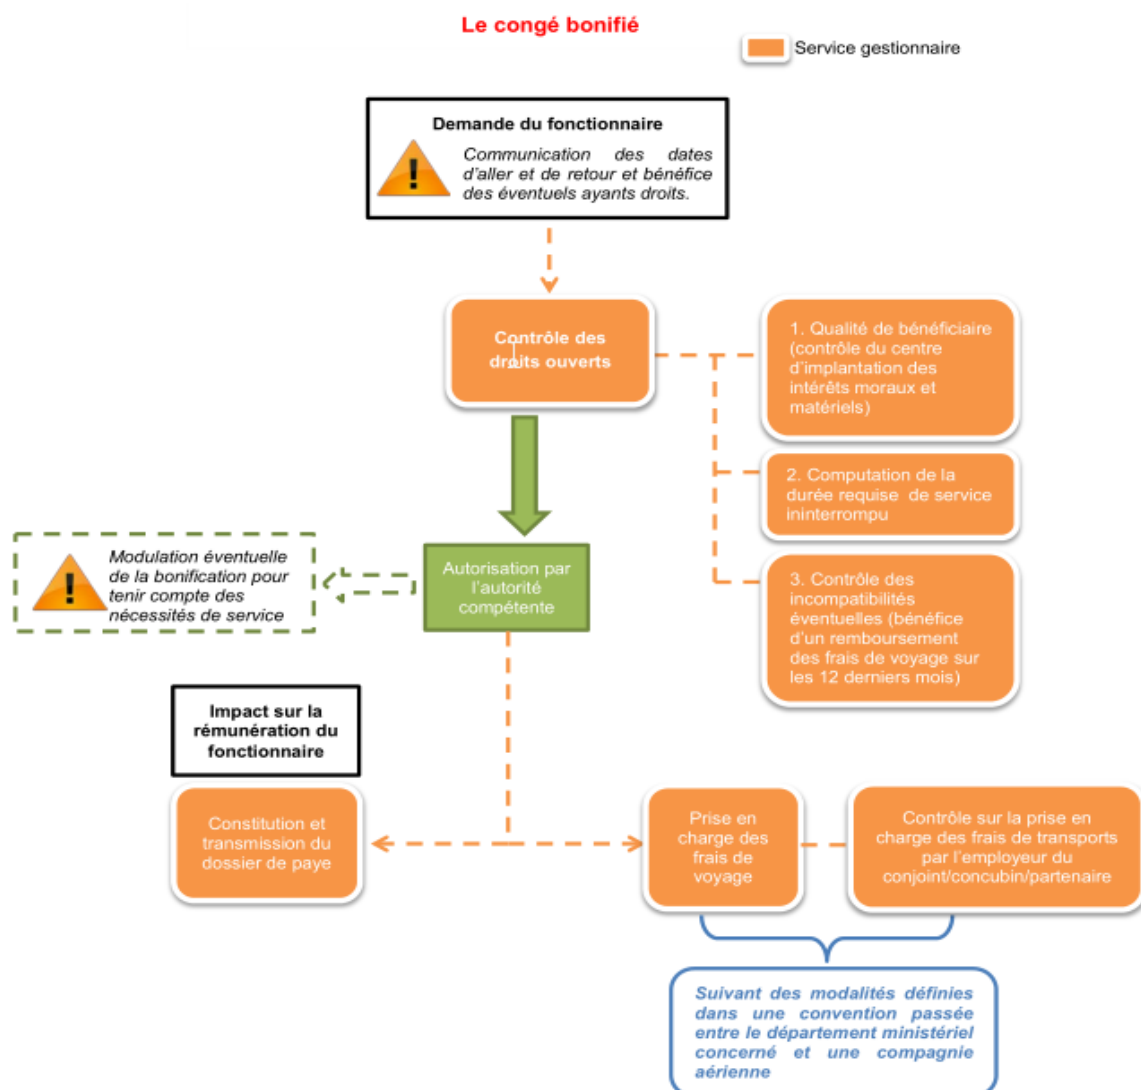 Le congé bonifié
Service gestionnaire
Demande du fonctionnaire
Communication des dates
d'aller et de retour et bénéfice
des éventuels ayants droits.
Contrôle des
droits ouverts
1. Qualité de bénéficiaire
(contrôle du centre
d'implantation des
intérêts moraux et
matériels)
2. Computation de la
durée requise de service
ininterrompu
3. Contrôle des
incompatibilités
éventuelles (bénéfice
d'un remboursement
des frais de voyage sur
les 12 derniers mois)
Autorisation par
l'autorité
compétente
Modulation éventuelle
de la bonification pour
tenir compte des
nécessités de service
Impact sur la
rémunération du
fonctionnaire
Constitution et
transmission du
dossier de paye
Prise en
charge des
frais de
voyage
Contrôle sur la prise en
charge des frais de transports
par l'employeur du
conjoint/concubin/partenaire
Suivant des modalités définies
dans une convention passée
entre le département ministériel
concerné et une compagnie
aérienne